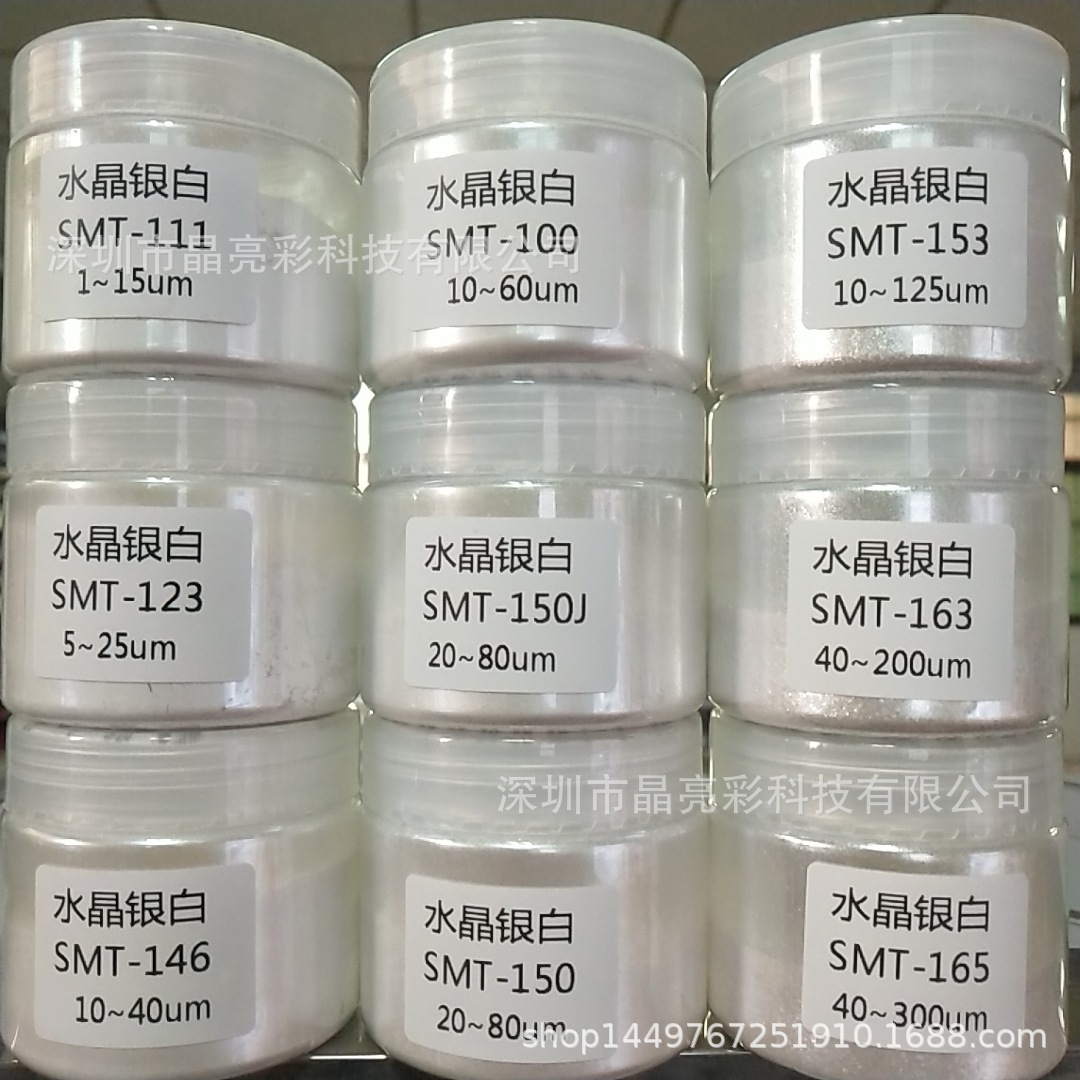 水晶银白
SMT-111
1~15um
水晶银白
SMT-100
10~60um
水晶银白
SMT-153
10~125um
深圳市晶亮彩科技有限公司
水晶银白
SMT-123
5~25um
水晶银白
SMT-150J
20~80um
水晶银白
SMT-163
40~200um
深圳市晶亮彩科技有限公司
水晶银白
SMT-146
10~40um
水晶银白
SMT-150
20~80um
水晶银白
SMT-165
40~300um
shop1449767251910.1688.com